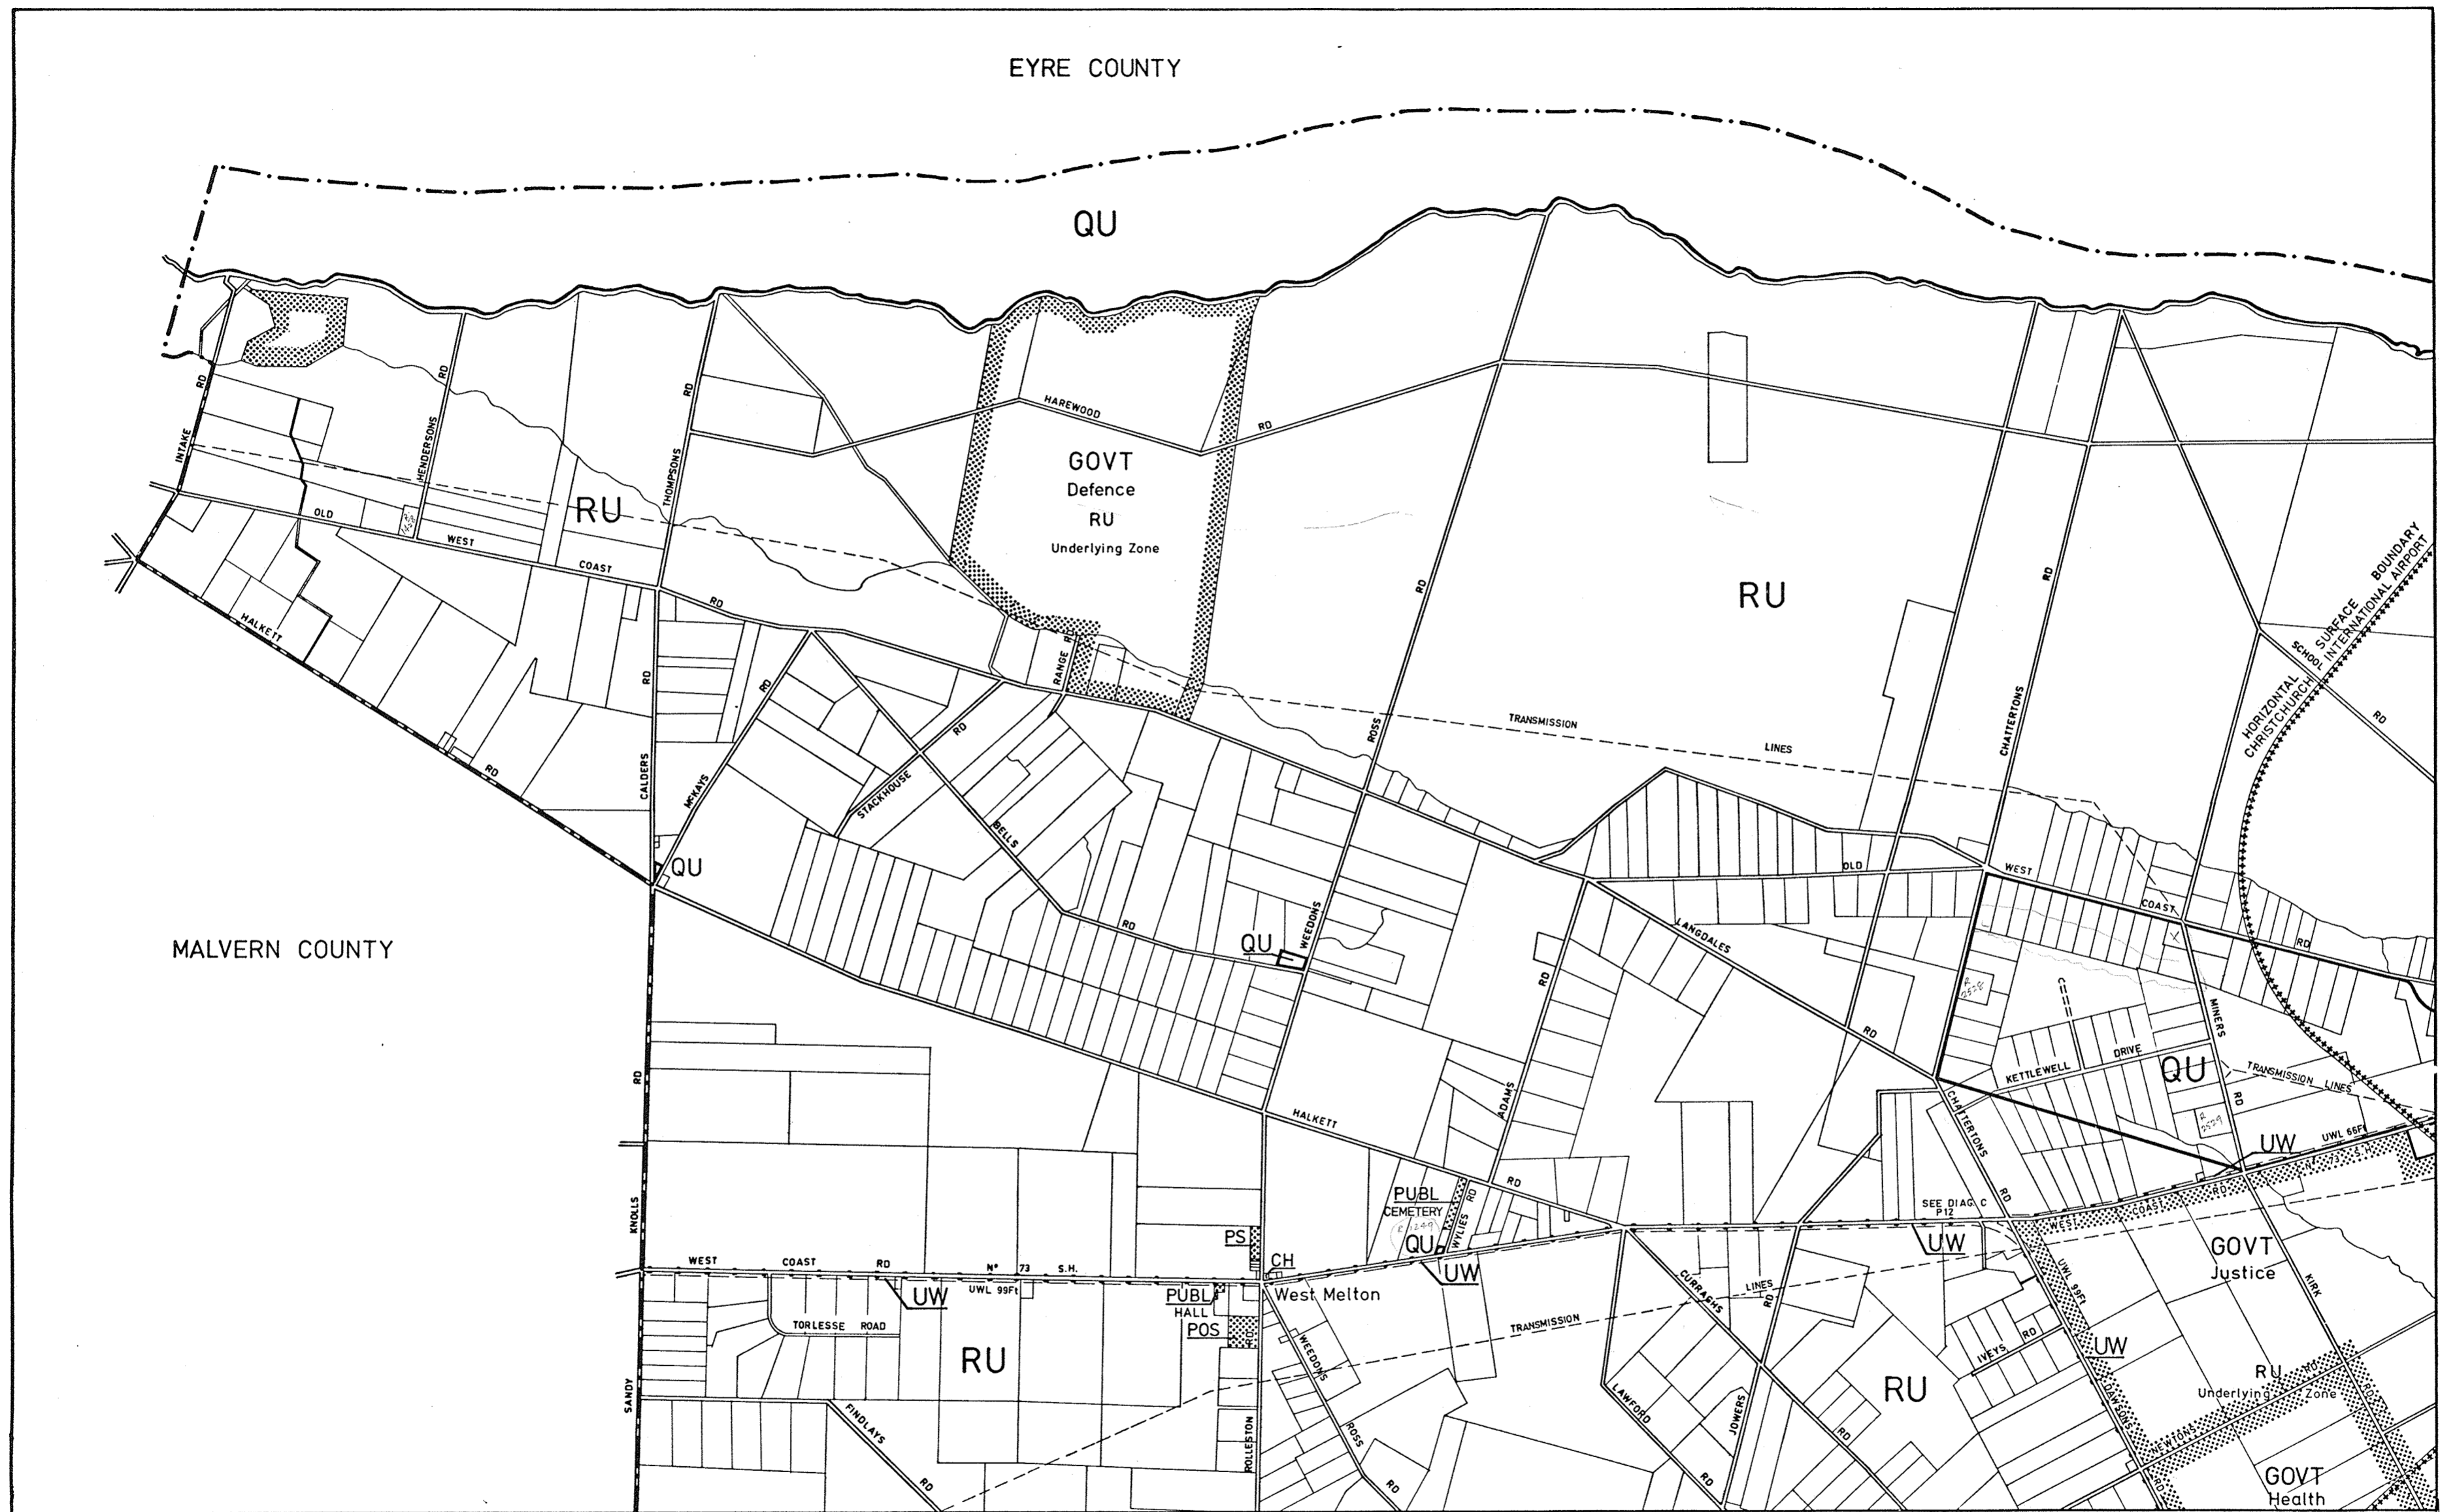 EYRE COUNTY
QU
RD
INTAKE
RD
HENDERSONS
RD
THOMPSONS
RU
OLD
WEST
COAST
RD
HAREWOOD
RD
GOVT
Defence
RU
Underlying Zone
RD
ROSS
WEEDONS
RU
RD
CHATTERTONS
HORIZONTAL SURFACE BOUNDARY
CHRISTCHURCH INTERNATIONAL AIRPORT
SCHOOL
RD
TRANSMISSION
LINES
HALKETT
RD
RD
CALDERS
RD
McKAYS
RD
STACKHOUSE
RANGE
BELLS
RD
QU
QU
MALVERN COUNTY
OLD
WEST
COAST
RD
LANGDALES
RD
RD
ADAMS
R
2528
KETTLEWELL
DRIVE
QU
MINERS
RD
TRANSMISSION LINES
R
2529
UW
UWL 66Ft
Nº 73 S.H.
WEST
COAST
RD
CHATTERTONS
RD
HALKETT
RD
RD
KNOLLS
SANDY
PUBL
CEMETERY
WYLIES
RD
QU
UW
SEE DIAG. C
P12
UW
PS
CH
West Melton
WEST
COAST
RD
Nº 73 S.H.
UWL 99Ft
UW
PUBL
HALL
POS
RD
ROLLESTON
TORLESSE ROAD
RU
FINDLAYS
RD
WEEDONS
ROSS
RD
TRANSMISSION
LINES
CURRAGHS
RD
RD
JOWERS
LAWFORD
RD
RU
IVEYS
RD
UWL 99Ft
UW
DAWSONS
RD
GOVT
Justice
KIRK
RD
RU
Underlying Zone
NEWTONS
RD
GOVT
Health